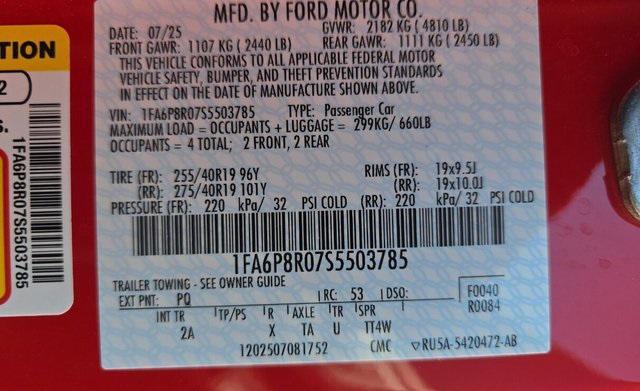 MFD. BY FORD MOTOR CO.
DATE: 07/25 GVWR: 2182 KG ( 4810 LB)
FRONT GAWR: 1107 KG ( 2440 LB) REAR GAWR: 1111 KG ( 2450 LB)
THIS VEHICLE CONFORMS TO ALL APPLICABLE FEDERAL MOTOR
VEHICLE SAFETY, BUMPER, AND THEFT PREVENTION STANDARDS
IN EFFECT ON THE DATE OF MANUFACTURE SHOWN ABOVE.
VIN: 1FA6P8R07S5503785 TYPE: Passenger Car
MAXIMUM LOAD = OCCUPANTS + LUGGAGE = 299KG/ 660LB
OCCUPANTS = 4 TOTAL; 2 FRONT, 2 REAR
TIRE (FR): 255/40R19 96Y RIMS (FR): 19x9.5J
(RR): 275/40R19 101Y (RR): 19x10.0J
PRESSURE (FR): 220 kPa/ 32 PSI COLD (RR): 220 kPa/ 32 PSI COLD
1FA6P8R07S5503785
TRAILER TOWING - SEE OWNER GUIDE
EXT PNT: PQ RC: 53 DSO: F0040
R0084
INT TR TP/PS R AXLE TR SPR
2A X TA U TT4W
1202507081752 CMC ▽RU5A-5420472-AB
TION
2
S.
1FA6P8R07S5503785